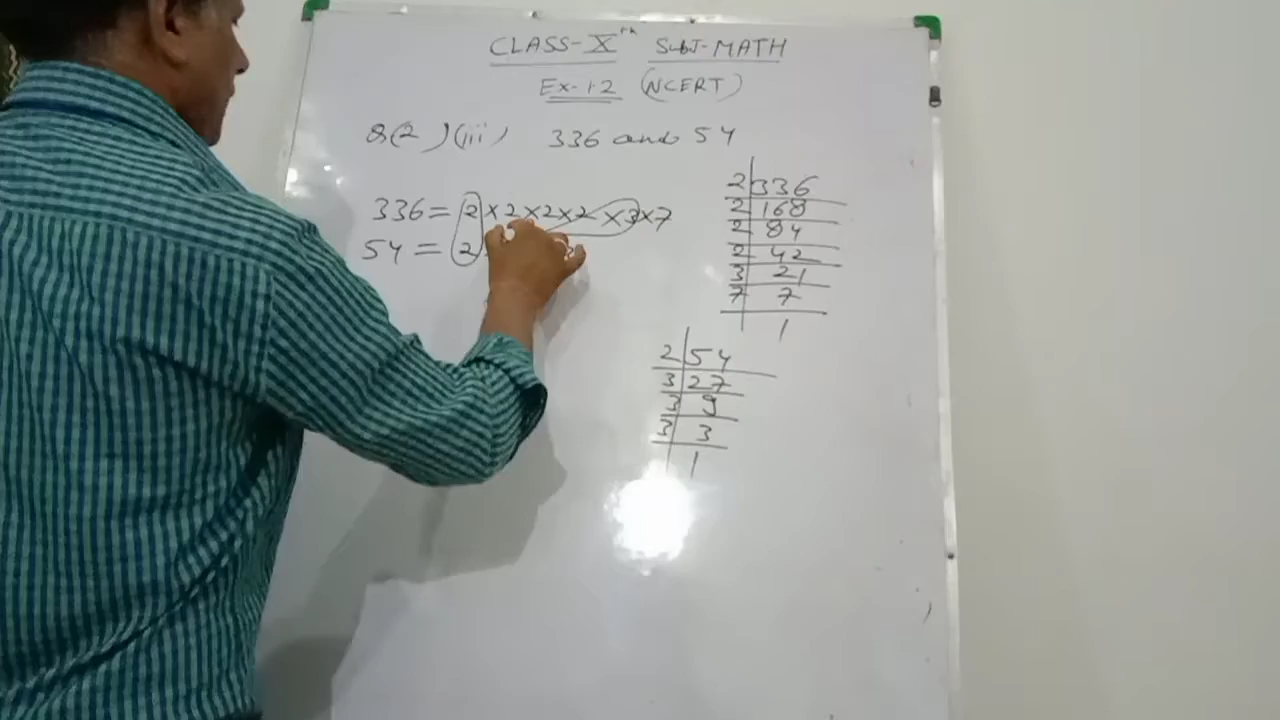 CLASS-Xth SUBJ-MATH
EX-1.2 (NCERT)
Q(2)(iii) 336 and 54
336 = 2×2×2×2×3×7
54 = 2
2 336
2 168
2 84
2 42
3 21
7 7
1
2 54
3 27
3 9
3 3
1